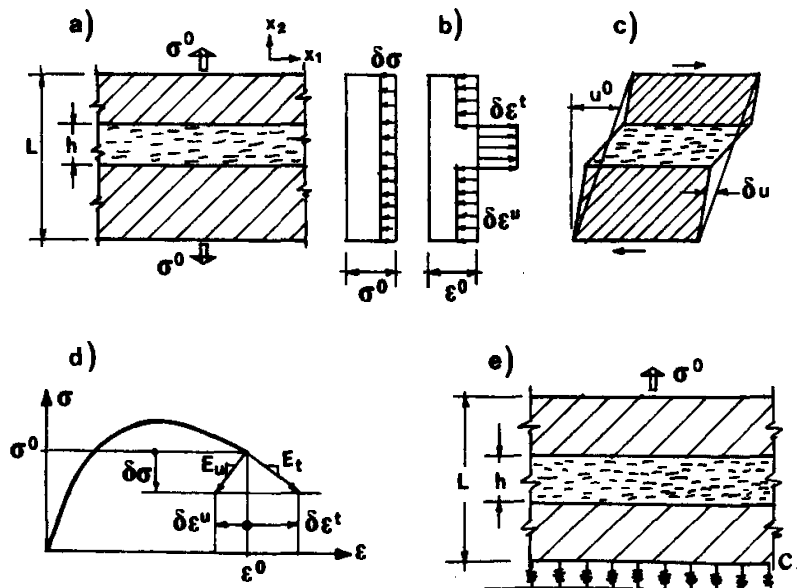 a)
σ⁰
x₂
x₁
L
h
σ⁰
b)
δσ
δεᵗ
δεᵘ
σ⁰
ε⁰
c)
u⁰
δu
d)
σ
σ⁰
δσ
Eᵤ
Eₜ
δεᵘ
δεᵗ
ε⁰
ε
e)
σ⁰
L
h
C